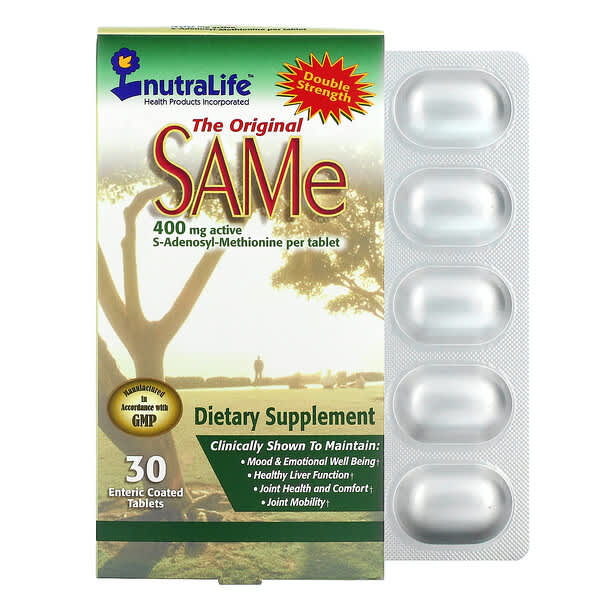 nutraLife™
Health Products Incorporated
Double
Strength
The Original
SAMe
400 mg active
S-Adenosyl-Methionine per tablet
Manufactured
in
Accordance with
GMP
Dietary Supplement
Clinically Shown To Maintain:
• Mood & Emotional Well Being†
• Healthy Liver Function†
• Joint Health and Comfort†
• Joint Mobility†
30
Enteric Coated
Tablets